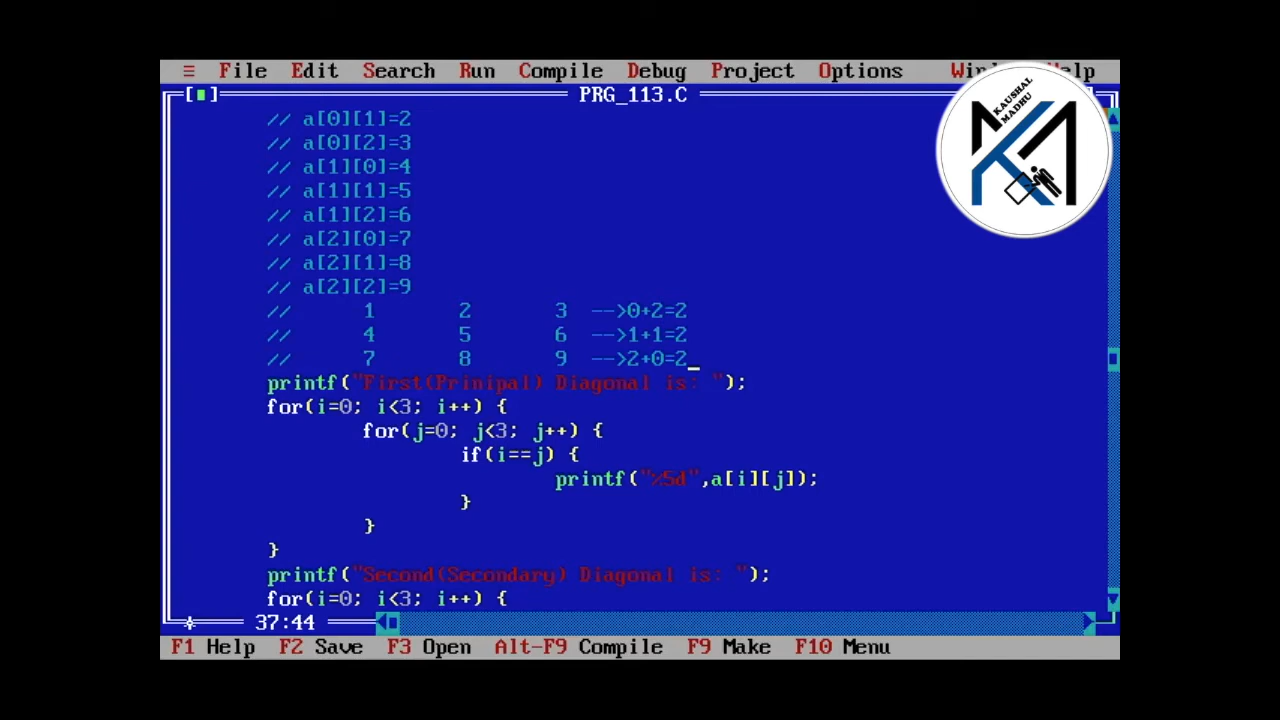 ≡ File Edit Search Run Compile Debug Project Options
KAUSHAL
MADHU
[■] PRG_113.C
// a[0][1]=2
// a[0][2]=3
// a[1][0]=4
// a[1][1]=5
// a[1][2]=6
// a[2][0]=7
// a[2][1]=8
// a[2][2]=9
// 1 2 3 -->0+2=2
// 4 5 6 -->1+1=2
// 7 8 9 -->2+0=2_
printf("First(Prinipal) Diagonal is: ");
for(i=0; i<3; i++) {
for(j=0; j<3; j++) {
if(i==j) {
printf("%5d",a[i][j]);
}
}
}
printf("Second(Secondary) Diagonal is: ");
for(i=0; i<3; i++) {
37:44
F1 Help F2 Save F3 Open Alt-F9 Compile F9 Make F10 Menu